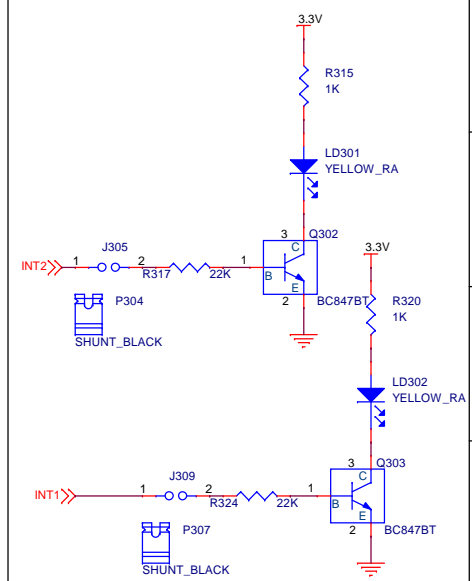 3.3V
R315
1K
LD301
YELLOW_RA
3 Q302
C
J305
INT2 1 2 1 B
R317 22K
E
2 BC847BT
P304
SHUNT_BLACK
3.3V
R320
1K
LD302
YELLOW_RA
3 Q303
C
J309
INT1 1 2 1 B
R324 22K
E
2 BC847BT
P307
SHUNT_BLACK